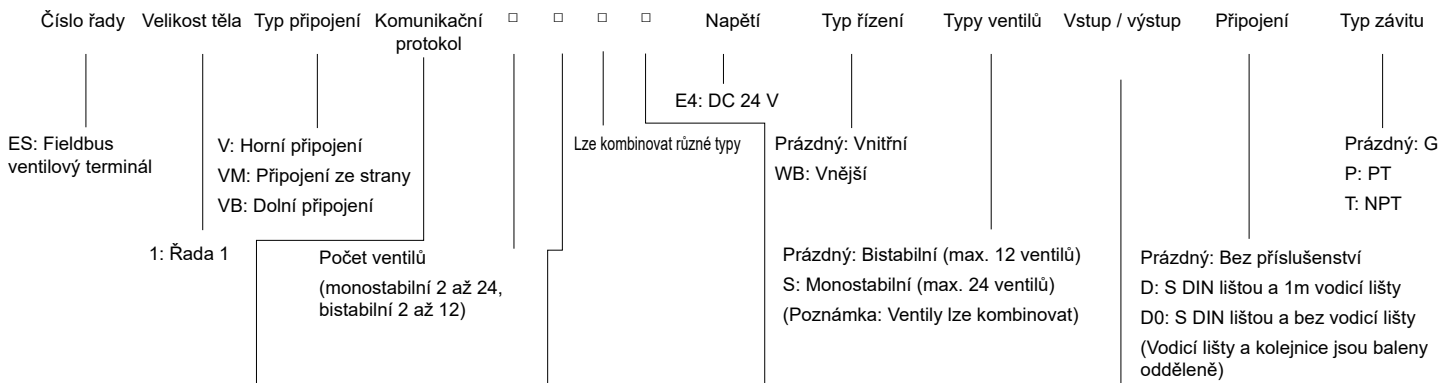 Číslo řady
Velikost těla
Typ připojení
Komunikační
protokol
□
□
□
□
Napětí
Typ řízení
Typy ventilů
Vstup / výstup
Připojení
Typ závitu
E4: DC 24 V
ES: Fieldbus
ventilový terminál
V: Horní připojení
VM: Připojení ze strany
VB: Dolní připojení
Lze kombinovat různé typy
Prázdný: Vnitřní
WB: Vnější
Prázdný: G
P: PT
T: NPT
1: Řada 1
Počet ventilů
(monostabilní 2 až 24,
bistabilní 2 až 12)
Prázdný: Bistabilní (max. 12 ventilů)
S: Monostabilní (max. 24 ventilů)
(Poznámka: Ventily lze kombinovat)
Prázdný: Bez příslušenství
D: S DIN lištou a 1m vodicí lišty
D0: S DIN lištou a bez vodicí lišty
(Vodicí lišty a kolejnice jsou baleny
odděleně)